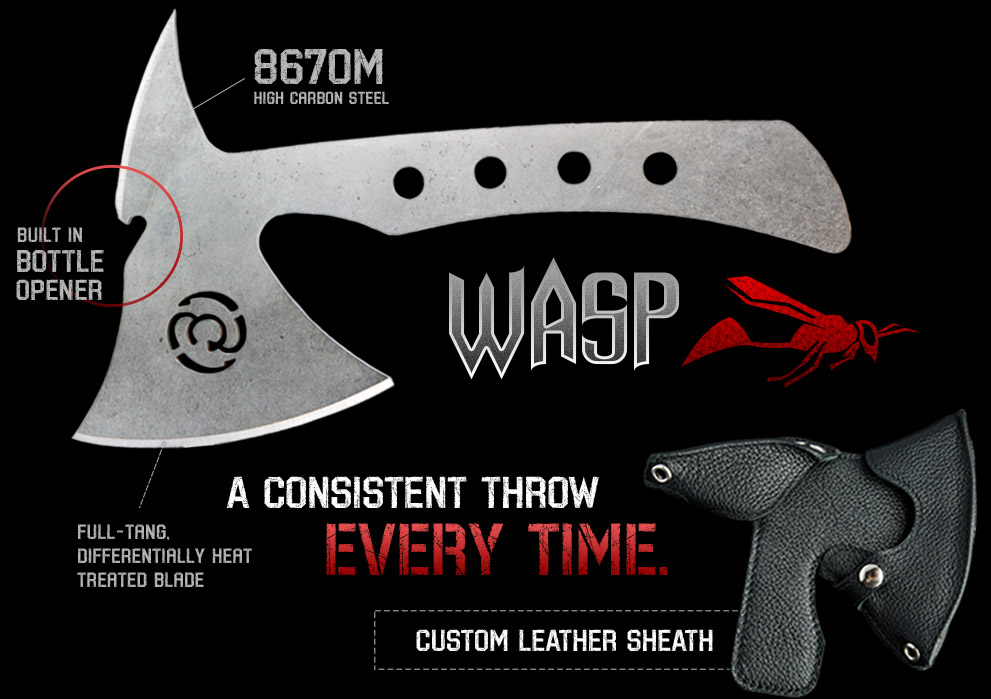 8670M
HIGH CARBON STEEL
BUILT IN
BOTTLE
OPENER
WASP
A CONSISTENT THROW
EVERY TIME.
FULL-TANG,
DIFFERENTIALLY HEAT
TREATED BLADE
CUSTOM LEATHER SHEATH